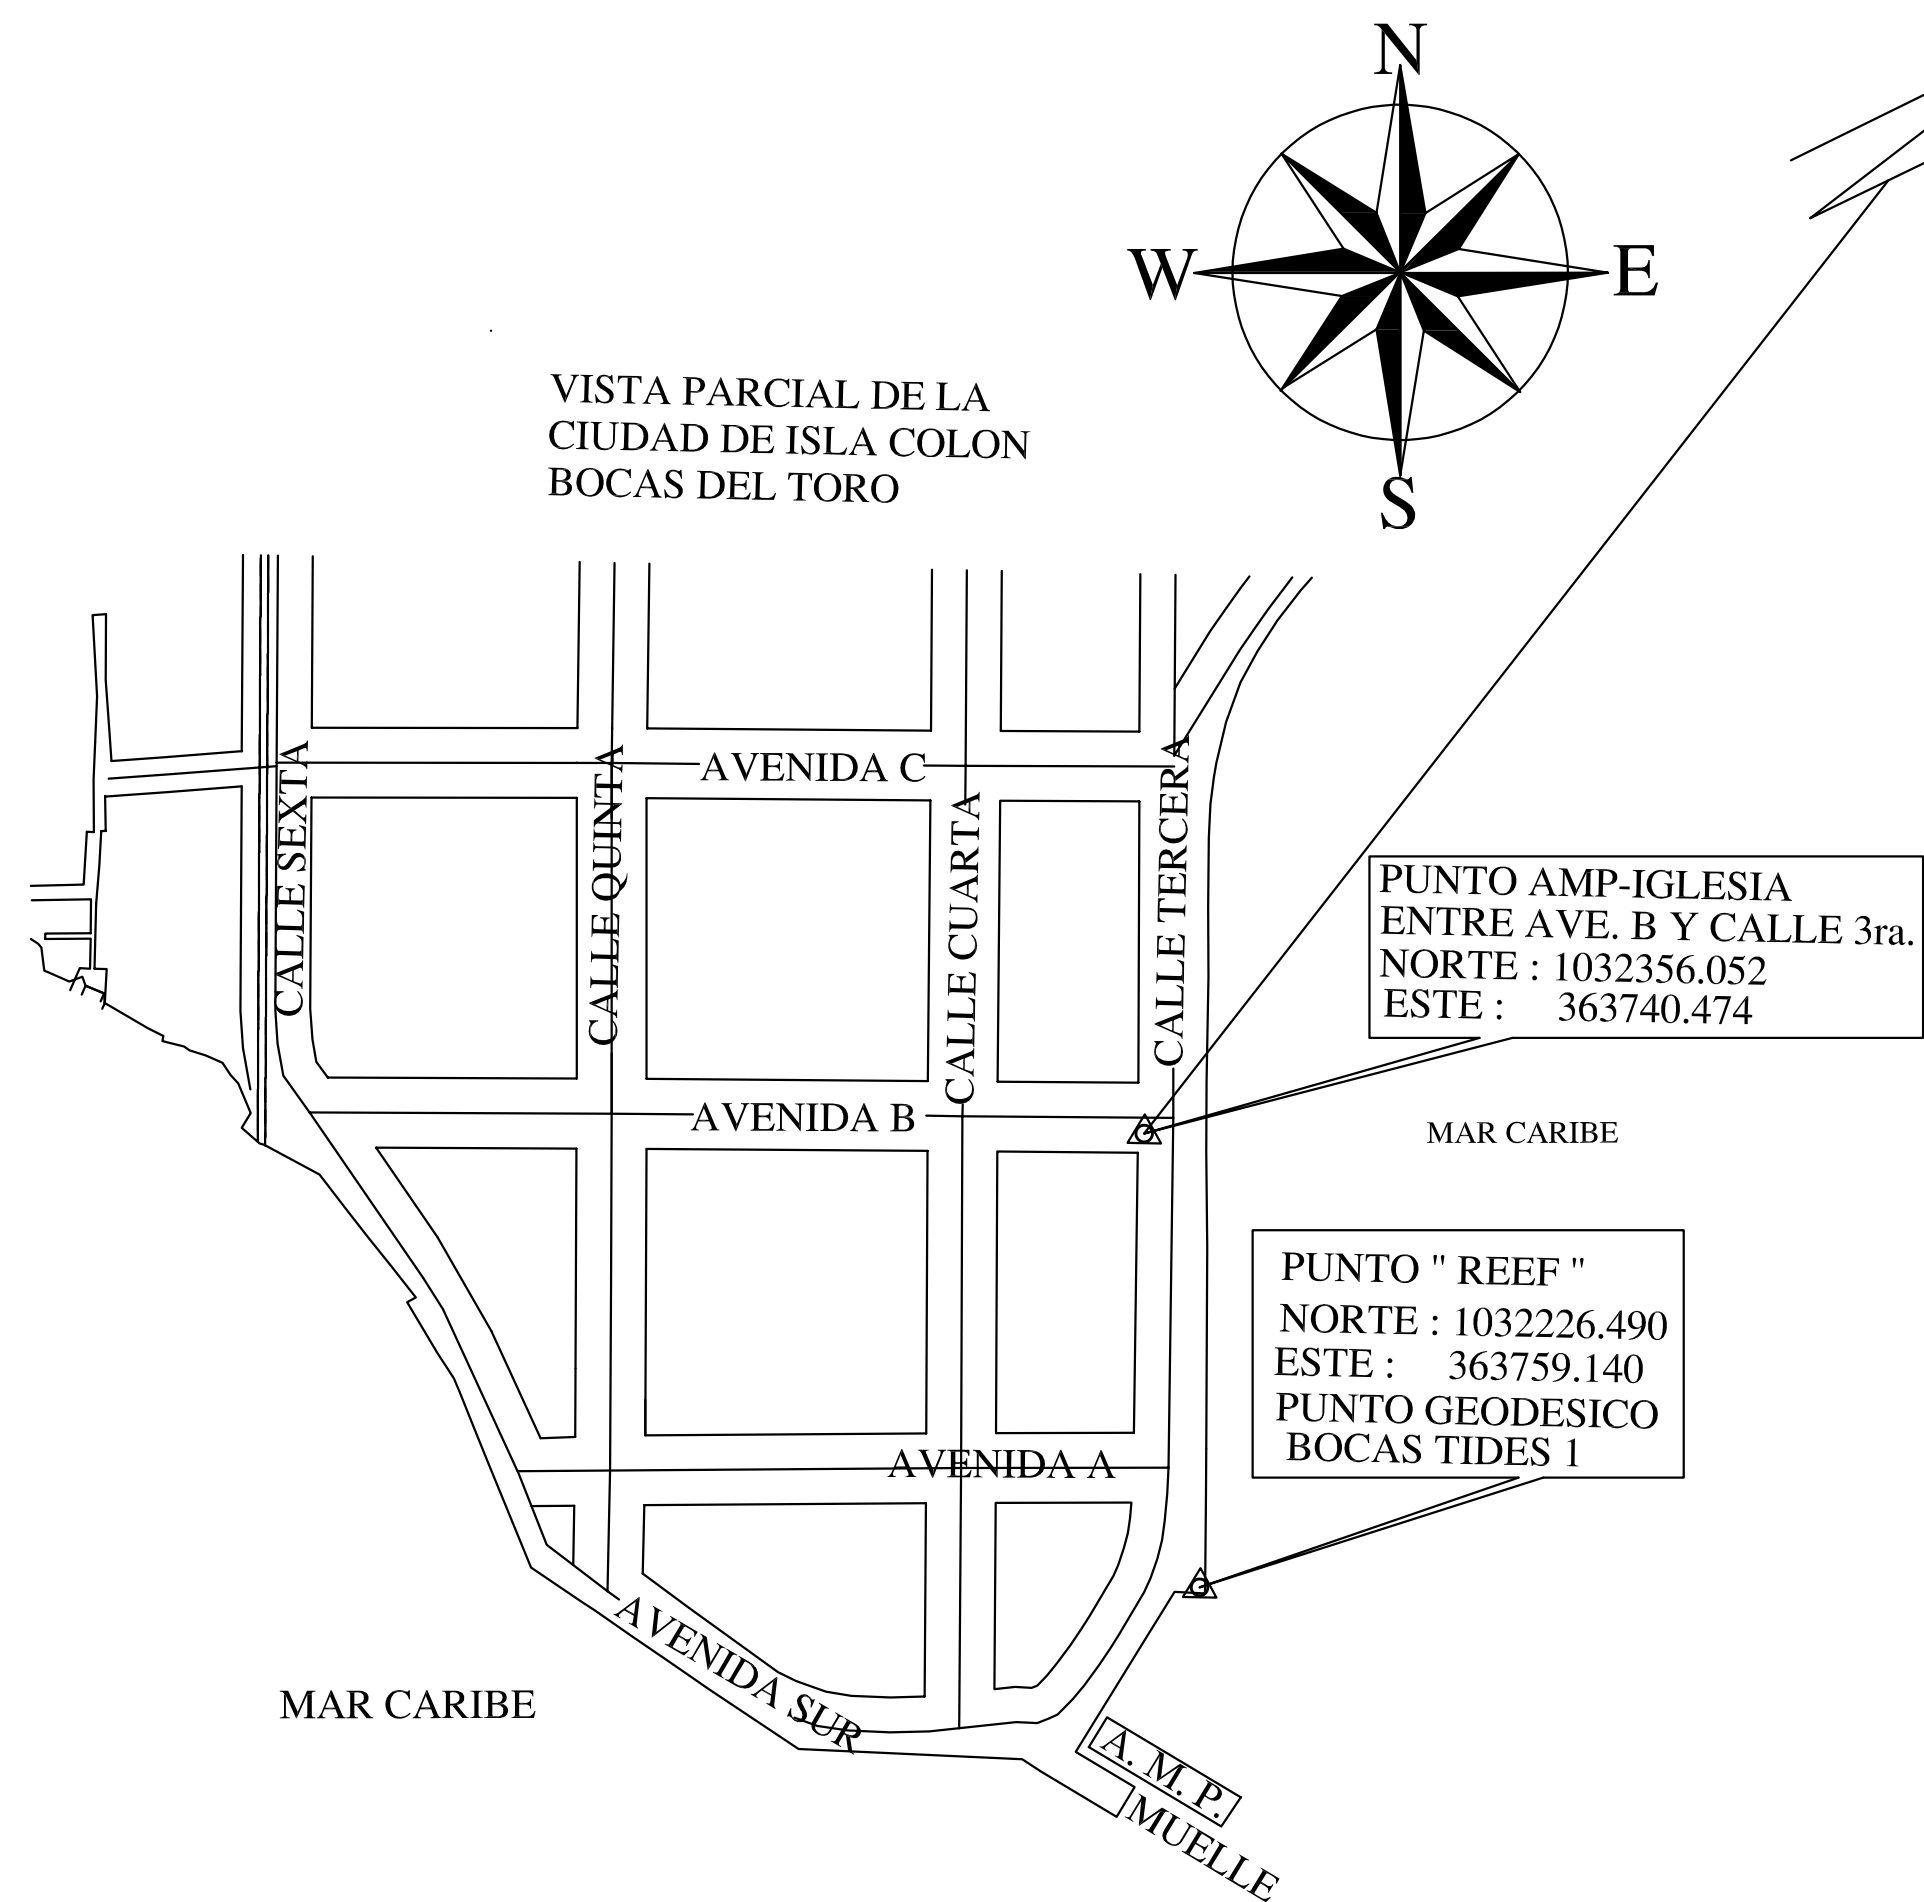 N
W
E
S
VISTA PARCIAL DE LA
CIUDAD DE ISLA COLON
BOCAS DEL TORO
CALLE SEXTA
CALLE QUINTA
CALLE CUARTA
CALLE TERCERA
AVENIDA C
PUNTO AMP-IGLESIA
ENTRE AVE. B Y CALLE 3ra.
NORTE : 1032356.052
ESTE : 363740.474
AVENIDA B
MAR CARIBE
PUNTO " REEF "
NORTE : 1032226.490
ESTE : 363759.140
PUNTO GEODESICO
BOCAS TIDES 1
AVENIDA A
AVENIDA SUR
MAR CARIBE
A. M. P.
MUELLE